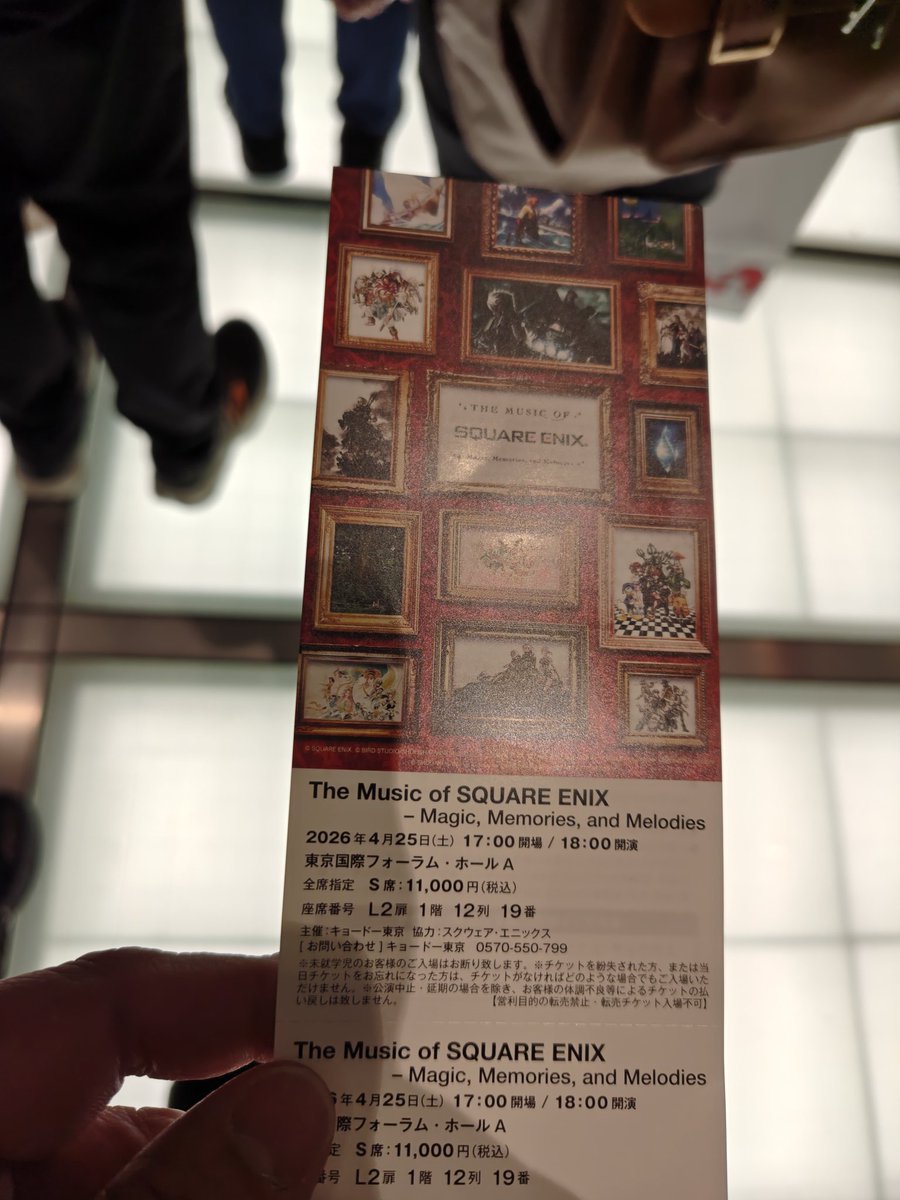 THE MUSIC OF
SQUARE ENIX
Magic, Memories, and Melodies
© SQUARE ENIX © BIRD STUDIO
The Music of SQUARE ENIX
– Magic, Memories, and Melodies
2026年4月25日(土) 17:00開場 / 18:00開演
東京国際フォーラム・ホールA
全席指定 S席:11,000円(税込)
座席番号 L2扉 1階 12列 19番
主催:キョードー東京 協力:スクウェア・エニックス
[お問い合わせ]キョードー東京 0570-550-799
※未就学児のお客様のご入場はお断り致します。※チケットを紛失された方、または当
日チケットをお忘れになった方は、チケットがなければどのような場合でもご入場いた
だけません。※公演中止・延期の場合を除き、お客様の体調不良等によるチケットの払
い戻しは致しません。 【営利目的の転売禁止・転売チケット入場不可】
The Music of SQUARE ENIX
– Magic, Memories, and Melodies
6年4月25日(土) 17:00開場 / 18:00開演
際フォーラム・ホールA
定 S席:11,000円(税込)
番号 L2扉 1階 12列 19番